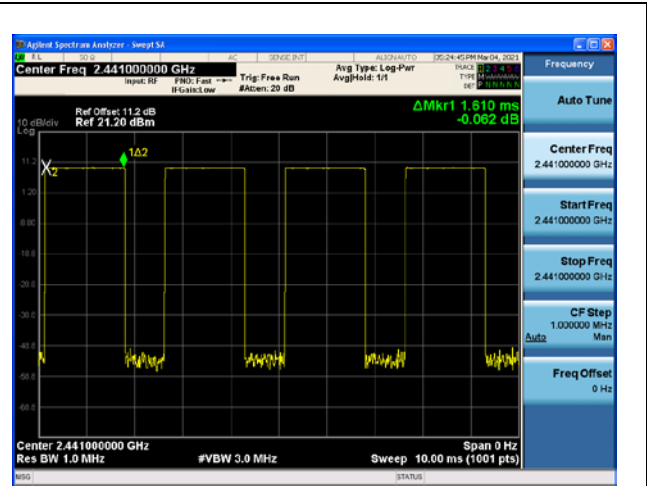 Agilent Spectrum Analyzer - Swept SA
RL 50 Ω AC SENSE:INT ALIGN AUTO 05:24:45 PM Mar 04, 2021
Center Freq 2.441000000 GHz
Input: RF PNO: Fast Trig: Free Run Avg Type: Log-Pwr TRACE 1 2 3 4 5 6
IFGain:Low #Atten: 20 dB Avg|Hold: 1/1 TYPE M
DET P N N N N N
Ref Offset 11.2 dB ΔMkr1 1.610 ms
10 dB/div Ref 21.20 dBm -0.062 dB
Log
1Δ2
11.2
X2
1.20
-18.8
-28.8
-38.8
-48.8
-58.8
-68.8
Center 2.441000000 GHz Span 0 Hz
Res BW 1.0 MHz #VBW 3.0 MHz Sweep 10.00 ms (1001 pts)
MSG STATUS
Frequency
Auto Tune
Center Freq
2.441000000 GHz
Start Freq
2.441000000 GHz
Stop Freq
2.441000000 GHz
CF Step
1.000000 MHz
Auto Man
Freq Offset
0 Hz